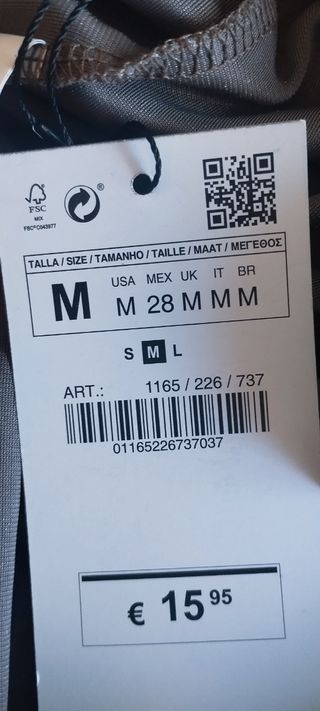 FSC
MIX
FSC® C043977
®
TALLA / SIZE / TAMANHO / TAILLE / MAAT / ΜΕΓΕΘΟΣ
M
USA MEX UK IT BR
M 28 M M M
S M L
ART.: 1165 / 226 / 737
01165226737037
€ 15 95